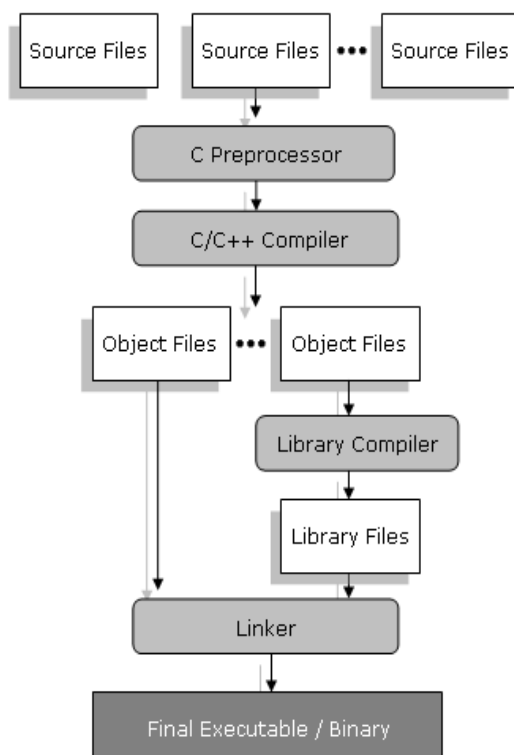 Source Files
Source Files
Source Files
C Preprocessor
C/C++ Compiler
Object Files
Object Files
Library Compiler
Library Files
Linker
Final Executable / Binary